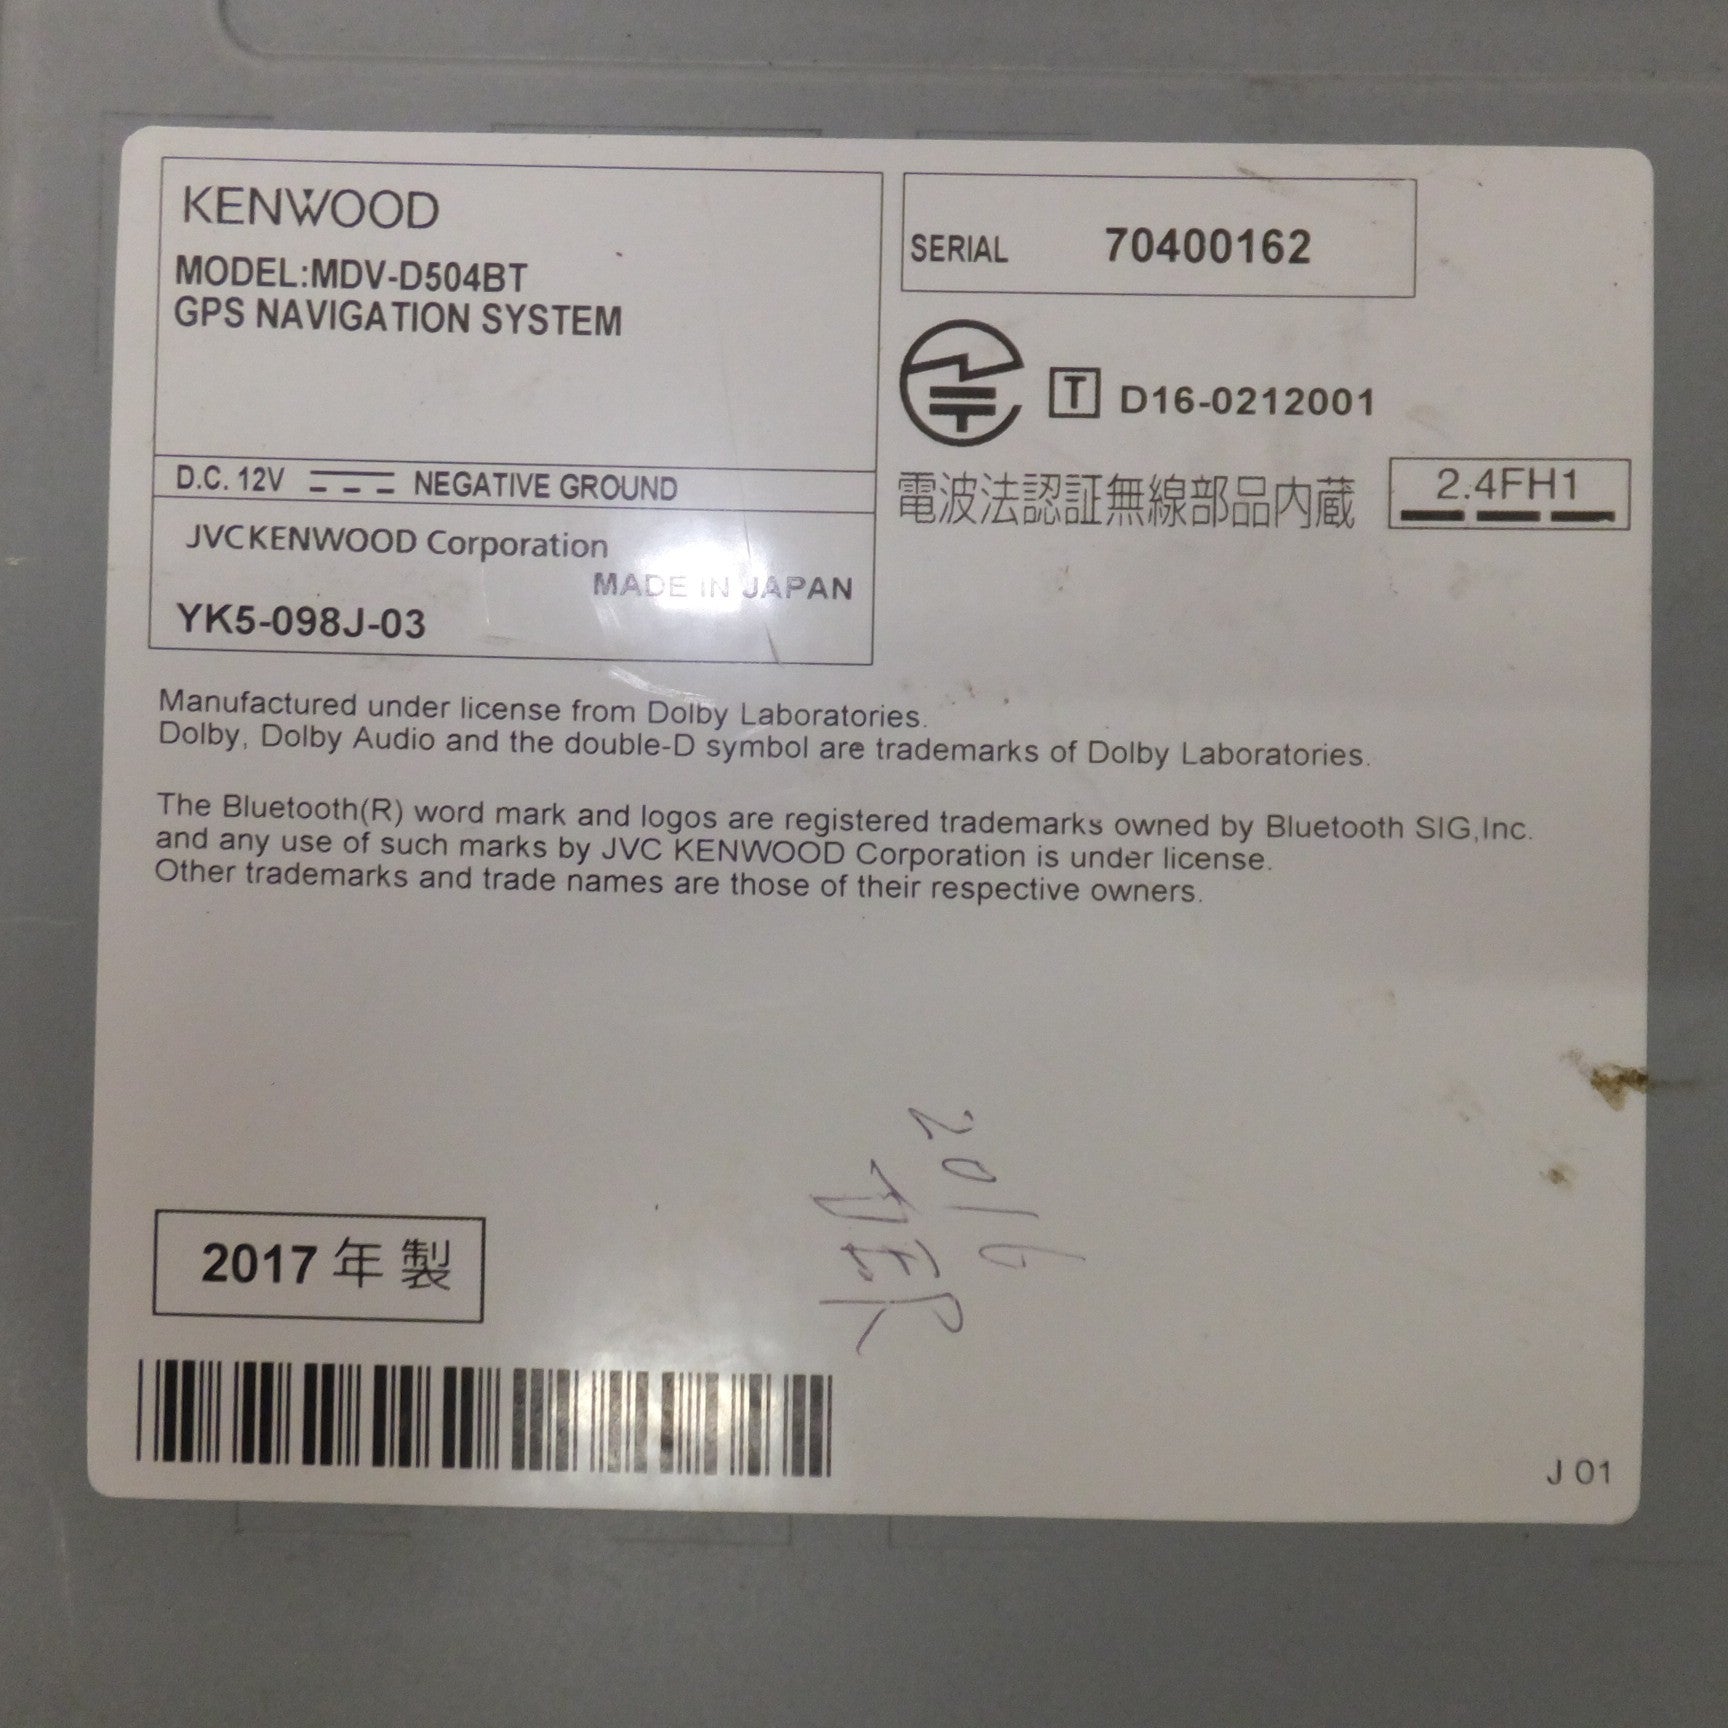 KENWOOD
MODEL:MDV-D504BT
GPS NAVIGATION SYSTEM
D.C. 12V NEGATIVE GROUND
JVCKENWOOD Corporation
MADE IN JAPAN
YK5-098J-03
SERIAL 70400162
T D16-0212001
電波法認証無線部品内蔵 2.4FH1
Manufactured under license from Dolby Laboratories.
Dolby, Dolby Audio and the double-D symbol are trademarks of Dolby Laboratories.
The Bluetooth(R) word mark and logos are registered trademarks owned by Bluetooth SIG,Inc.
and any use of such marks by JVC KENWOOD Corporation is under license.
Other trademarks and trade names are those of their respective owners.
2016
2017年製
J 01